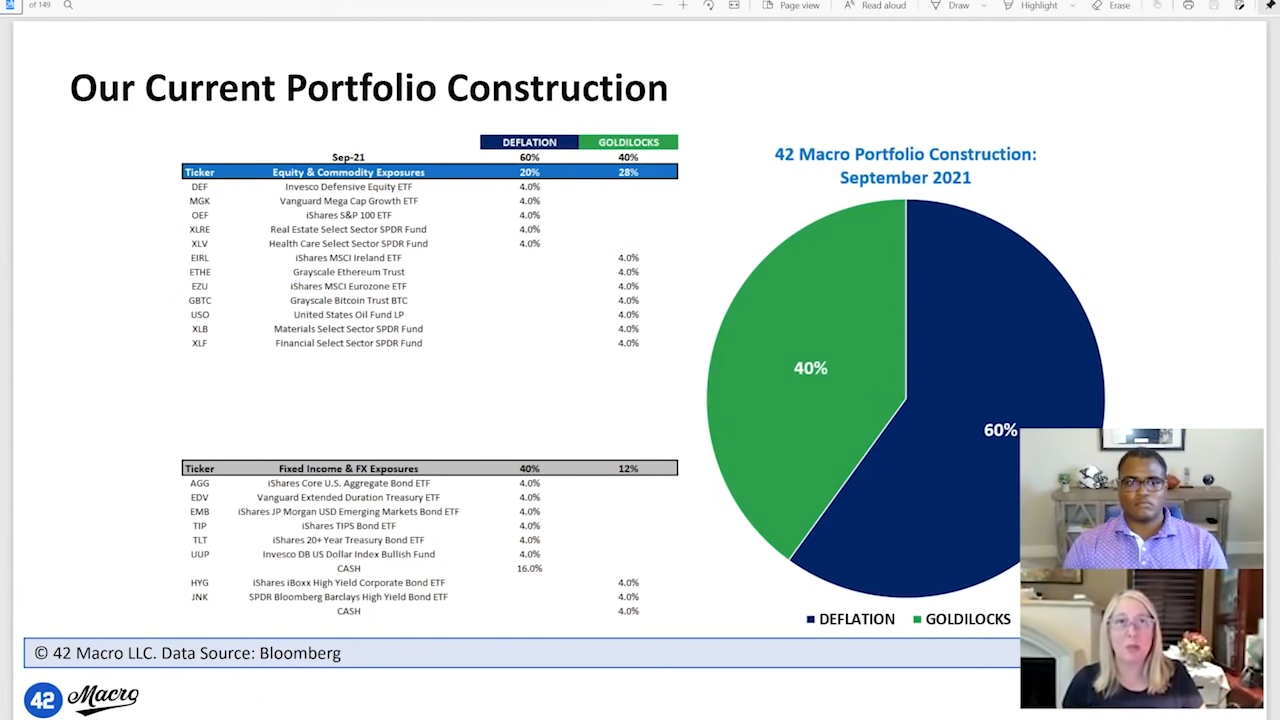 of 149 Page view Read aloud Draw Highlight Erase
Our Current Portfolio Construction
DEFLATION GOLDILOCKS
Sep-21 60% 40%
Ticker Equity & Commodity Exposures 20% 28%
DEF Invesco Defensive Equity ETF 4.0%
MGK Vanguard Mega Cap Growth ETF 4.0%
OEF iShares S&P 100 ETF 4.0%
XLRE Real Estate Select Sector SPDR Fund 4.0%
XLV Health Care Select Sector SPDR Fund 4.0%
EIRL iShares MSCI Ireland ETF 4.0%
ETHE Grayscale Ethereum Trust 4.0%
EZU iShares MSCI Eurozone ETF 4.0%
GBTC Grayscale Bitcoin Trust BTC 4.0%
USO United States Oil Fund LP 4.0%
XLB Materials Select Sector SPDR Fund 4.0%
XLF Financial Select Sector SPDR Fund 4.0%
Ticker Fixed Income & FX Exposures 40% 12%
AGG iShares Core U.S. Aggregate Bond ETF 4.0%
EDV Vanguard Extended Duration Treasury ETF 4.0%
EMB iShares JP Morgan USD Emerging Markets Bond ETF 4.0%
TIP iShares TIPS Bond ETF 4.0%
TLT iShares 20+ Year Treasury Bond ETF 4.0%
UUP Invesco DB US Dollar Index Bullish Fund 4.0%
CASH 16.0%
HYG iShares iBoxx High Yield Corporate Bond ETF 4.0%
JNK SPDR Bloomberg Barclays High Yield Bond ETF 4.0%
CASH 4.0%
42 Macro Portfolio Construction:
September 2021
40%
60%
DEFLATION GOLDILOCKS
© 42 Macro LLC. Data Source: Bloomberg
42 Macro